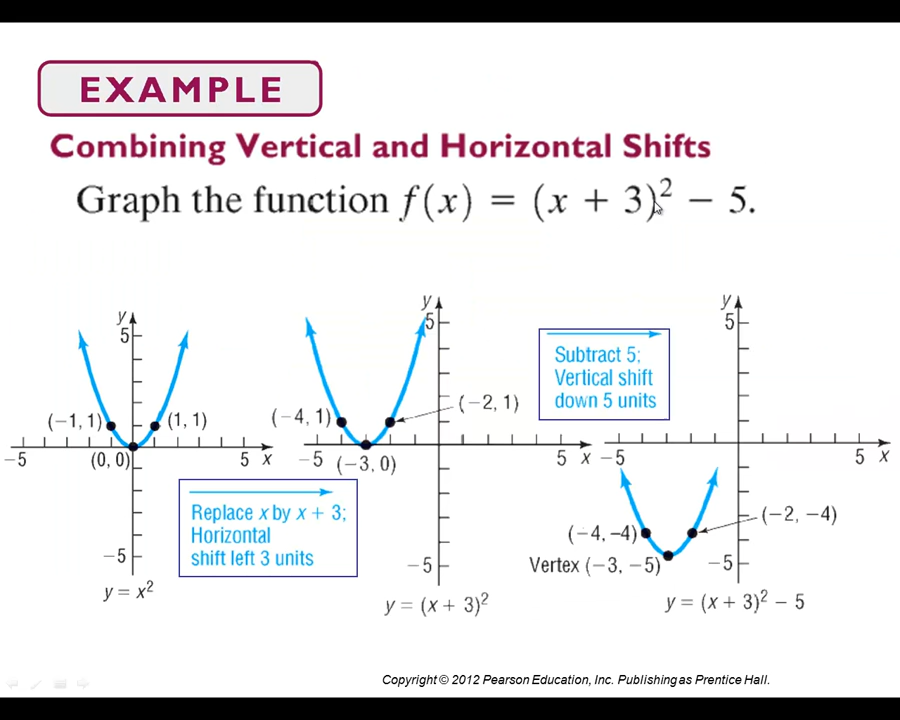 EXAMPLE
Combining Vertical and Horizontal Shifts
Graph the function f(x) = (x + 3)² − 5.
y
5
(−1, 1)
(1, 1)
−5
(0, 0)
5 x
−5
y = x²
Replace x by x + 3;
Horizontal
shift left 3 units
y
5
(−4, 1)
(−2, 1)
−5
(−3, 0)
5 x
−5
y = (x + 3)²
Subtract 5;
Vertical shift
down 5 units
y
5
−5
5 x
(−4, −4)
(−2, −4)
Vertex (−3, −5)
−5
y = (x + 3)² − 5
Copyright © 2012 Pearson Education, Inc. Publishing as Prentice Hall.